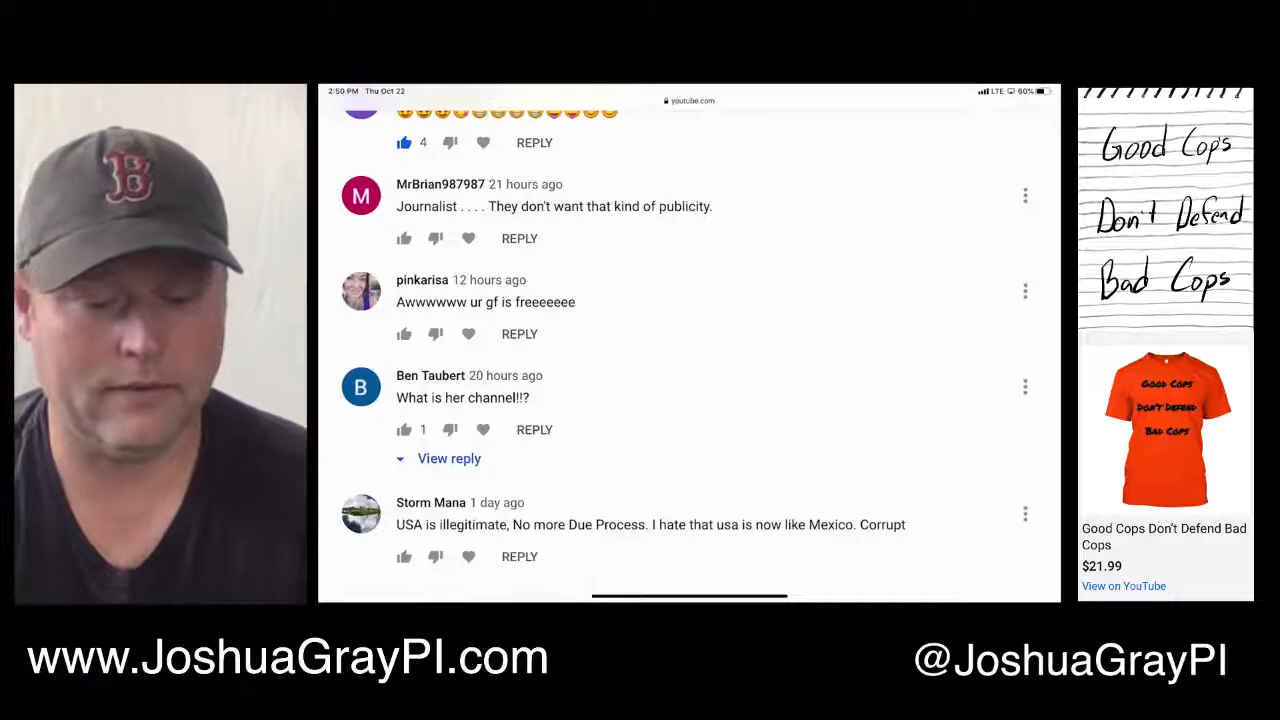 B
2:50 PM Thu Oct 22
youtube.com
LTE 60%
4 REPLY
M
MrBrian987987 21 hours ago
Journalist . . . . They don't want that kind of publicity.
REPLY
pinkarisa 12 hours ago
Awwwwww ur gf is freeeeeee
REPLY
B
Ben Taubert 20 hours ago
What is her channel!!?
1 REPLY
View reply
Storm Mana 1 day ago
USA is illegitimate, No more Due Process. I hate that usa is now like Mexico. Corrupt
REPLY
Good Cops
Don't Defend
Bad Cops
GOOD COPS
DON'T DEFEND
BAD COPS
Good Cops Don't Defend Bad
Cops
$21.99
View on YouTube
www.JoshuaGrayPI.com
@JoshuaGrayPI